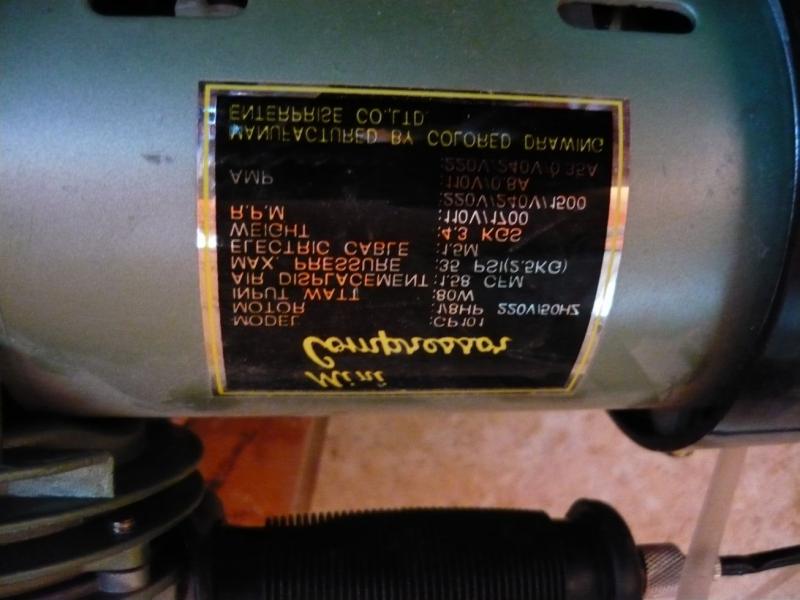 Mini
Compressor
MODEL :CP101
MOTOR :1/8HP 220V/50HZ
INPUT WATT :80W
AIR DISPLACEMENT :1.58 CFM
MAX. PRESSURE :35 PSI(2.5KG)
ELECTRIC CABLE :1.5M
WEIGHT :4.3 KGS
R.P.M :110V/1700
:220V/240V/1500
AMP :110V/0.8A
:220V/240V/0.35A
MANUFACTURED BY COLORED DRAWING
ENTERPRISE CO.,LTD.